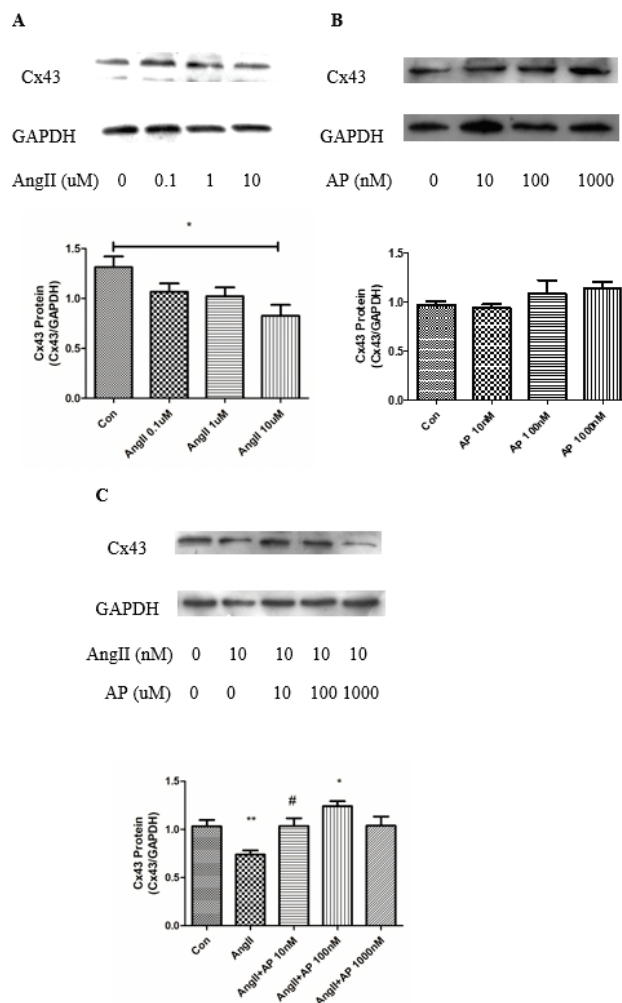 A
Cx43
GAPDH
AngII (uM) 0 0.1 1 10
*
1.5
1.0
0.5
0.0
Cx43 Protein
(Cx43/GAPDH)
Con
AngII 0.1uM
AngII 1uM
AngII 10uM
B
Cx43
GAPDH
AP (nM) 0 10 100 1000
1.5
1.0
0.5
0.0
Cx43 Protein
(Cx43/GAPDH)
Con
AP 10nM
AP 100nM
AP 1000nM
C
Cx43
GAPDH
AngII (nM) 0 10 10 10 10
AP (uM) 0 0 10 100 1000
1.5
1.0
0.5
0.0
Cx43 Protein
(Cx43/GAPDH)
**
#
*
Con
AngII
AngII+AP 10nM
AngII+AP 100nM
AngII+AP 1000nM